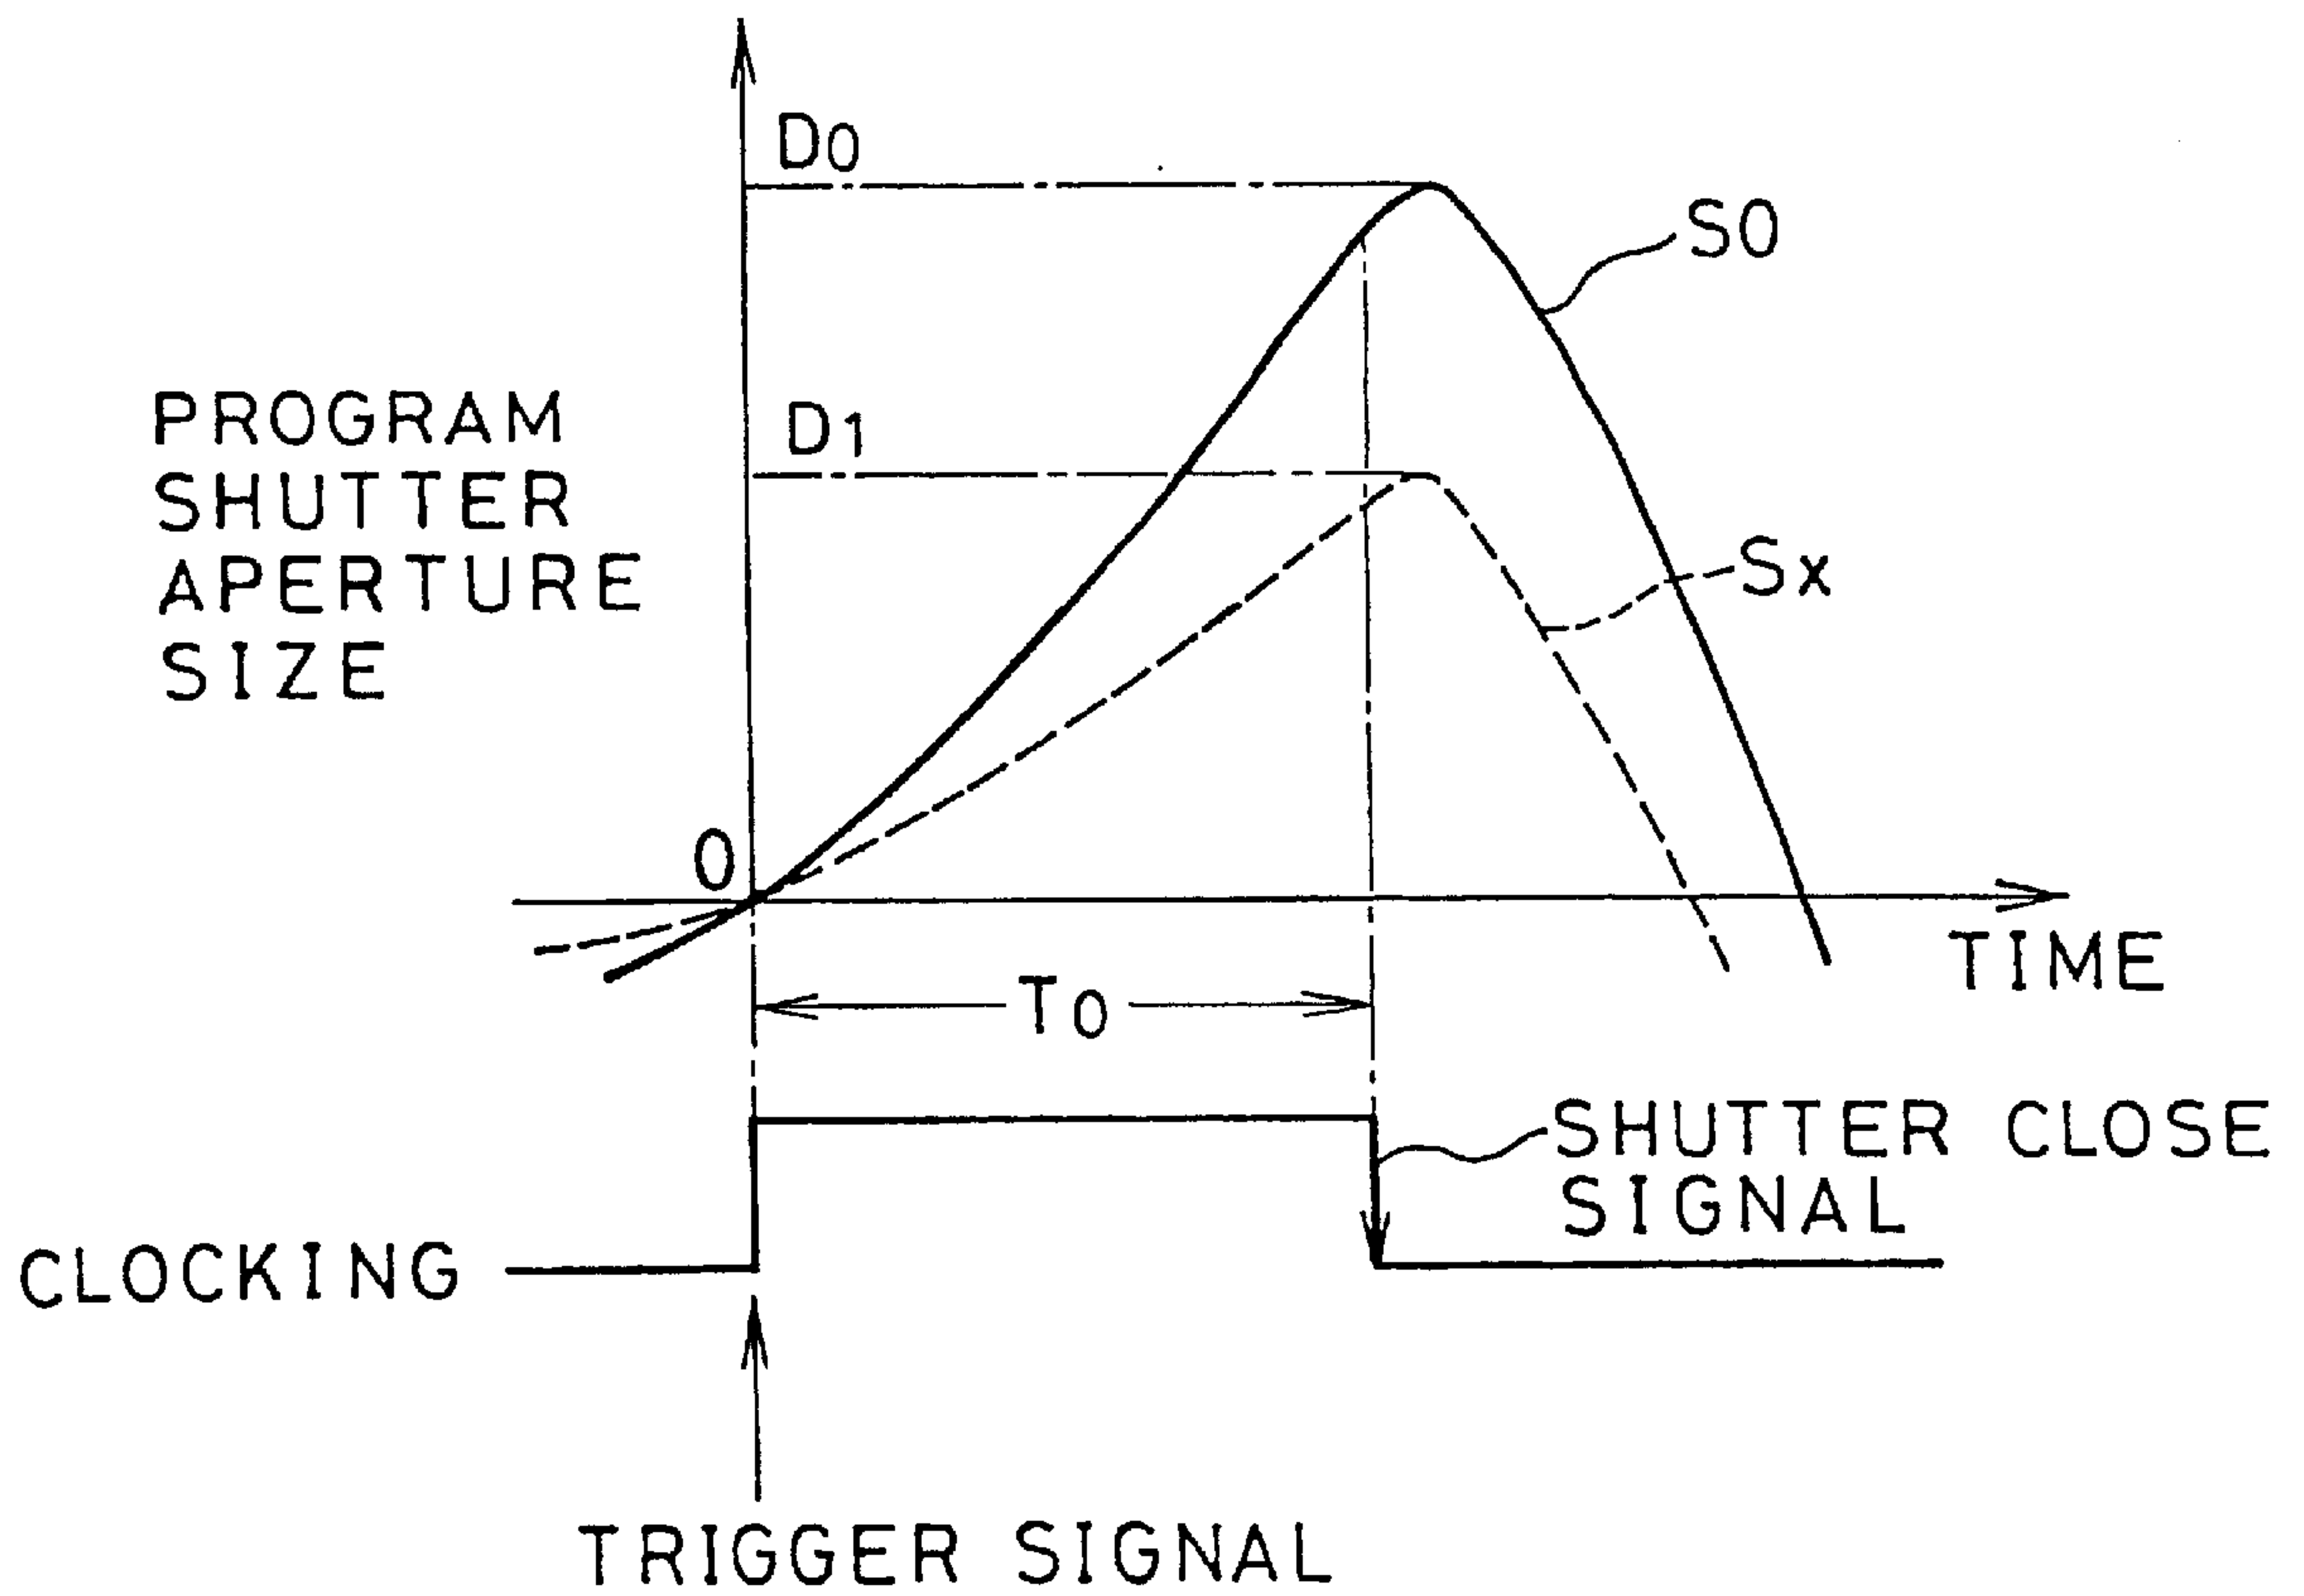 D0
S0
PROGRAM
SHUTTER
APERTURE
SIZE
D1
Sx
0
TIME
T0
SHUTTER CLOSE
SIGNAL
CLOCKING
TRIGGER SIGNAL